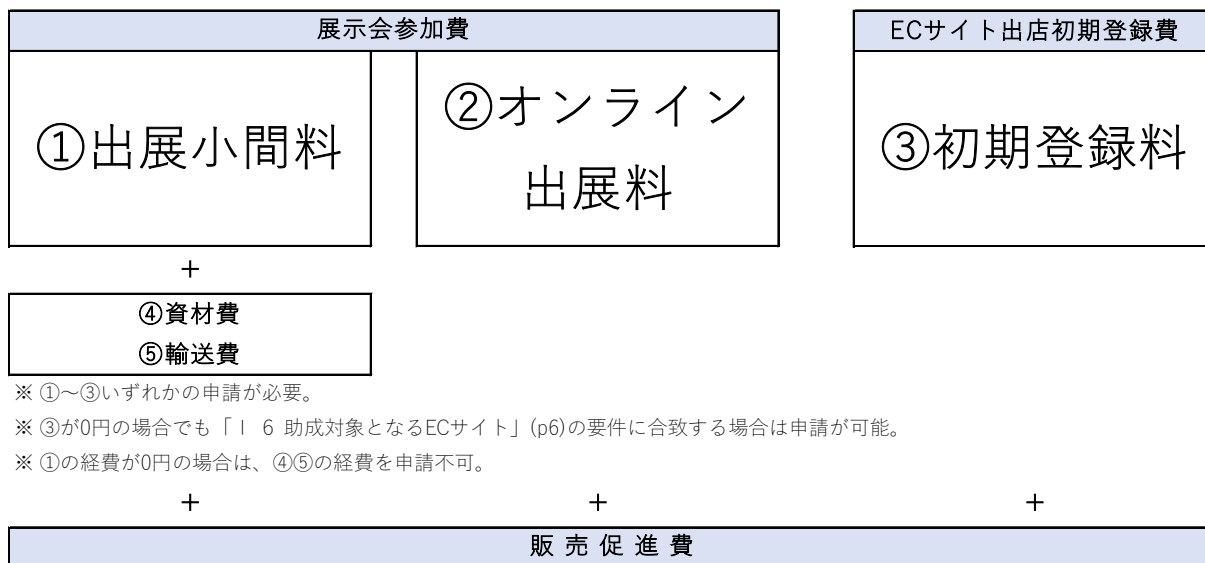 展示会参加費
ECサイト出店初期登録費
①出展小間料
②オンライン
出展料
③初期登録料
＋
④資材費
⑤輸送費
※ ①～③いずれかの申請が必要。
※ ③が0円の場合でも「Ⅰ 6 助成対象となるECサイト」(p6)の要件に合致する場合は申請が可能。
※ ①の経費が0円の場合は、④⑤の経費を申請不可。
＋ ＋ ＋
販 売 促 進 費